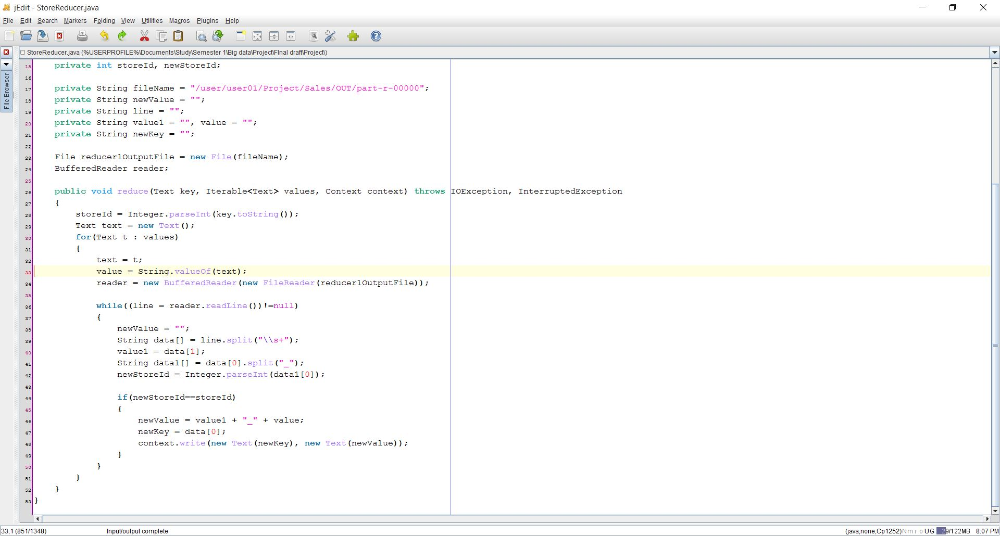 jEdit - StoreReducer.java
File Edit Search Markers Folding View Utilities Macros Plugins Help
StoreReducer.java (%USERPROFILE%\Documents\Study\Semester 1\Big data\Project\FInal draft\Project\)
File Browser
15 private int storeId, newStoreId;
16
17 private String fileName = "/user/user01/Project/Sales/OUT/part-r-00000";
18 private String newValue = "";
19 private String line = "";
20 private String value1 = "", value = "";
21 private String newKey = "";
22
23 File reducer1OutputFile = new File(fileName);
24 BufferedReader reader;
25
26 public void reduce(Text key, Iterable<Text> values, Context context) throws IOException, InterruptedException
27 {
28 storeId = Integer.parseInt(key.toString());
29 Text text = new Text();
30 for(Text t : values)
31 {
32 text = t;
33 value = String.valueOf(text);
34 reader = new BufferedReader(new FileReader(reducer1OutputFile));
35
36 while((line = reader.readLine())!=null)
37 {
38 newValue = "";
39 String data[] = line.split("\\s+");
40 value1 = data[1];
41 String data1[] = data[0].split("_");
42 newStoreId = Integer.parseInt(data1[0]);
43
44 if(newStoreId==storeId)
45 {
46 newValue = value1 + "_" + value;
47 newKey = data[0];
48 context.write(new Text(newKey), new Text(newValue));
49 }
50 }
51 }
52 }
53 }
33,1 (851/1348) Input/output complete (java,none,Cp1252)Nm r o UG 29/122MB 8:07 PM